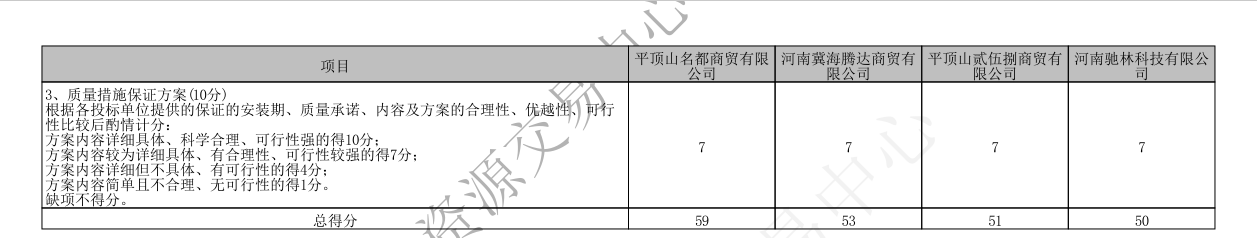 项目
平顶山名都商贸有限
公司
河南冀海腾达商贸有
限公司
平顶山贰伍捌商贸有
限公司
河南驰林科技有限公
司
3、质量措施保证方案(10分)
根据各投标单位提供的保证的安装期、质量承诺、内容及方案的合理性、优越性、可行
性比较后酌情计分：
方案内容详细具体、科学合理、可行性强的得10分；
方案内容较为详细具体、有合理性、可行性较强的得7分；
方案内容详细但不具体、有可行性的得4分；
方案内容简单且不合理、无可行性的得1分。
缺项不得分。
7
7
7
7
总得分
59
53
51
50
资源交易中心
易中心